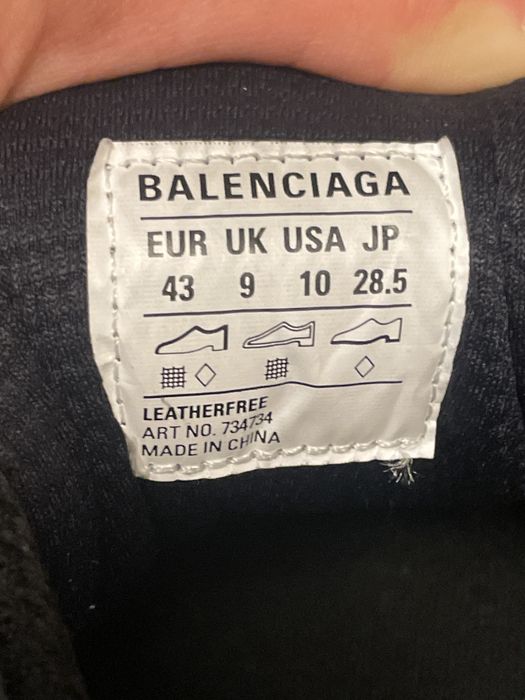 BALENCIAGA
EUR UK USA JP
43 9 10 28.5
LEATHERFREE
ART NO. 734734
MADE IN CHINA